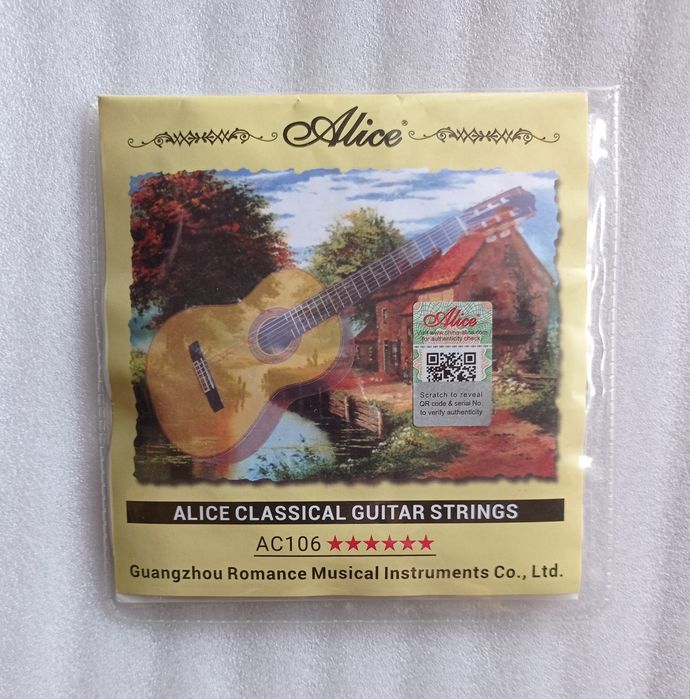 Alice®
Alice
Visit www.china-alice.com
for authenticity check
Scratch to reveal
QR code & serial No.
to verify authenticity
ALICE CLASSICAL GUITAR STRINGS
AC106 ★★★★★★
Guangzhou Romance Musical Instruments Co., Ltd.